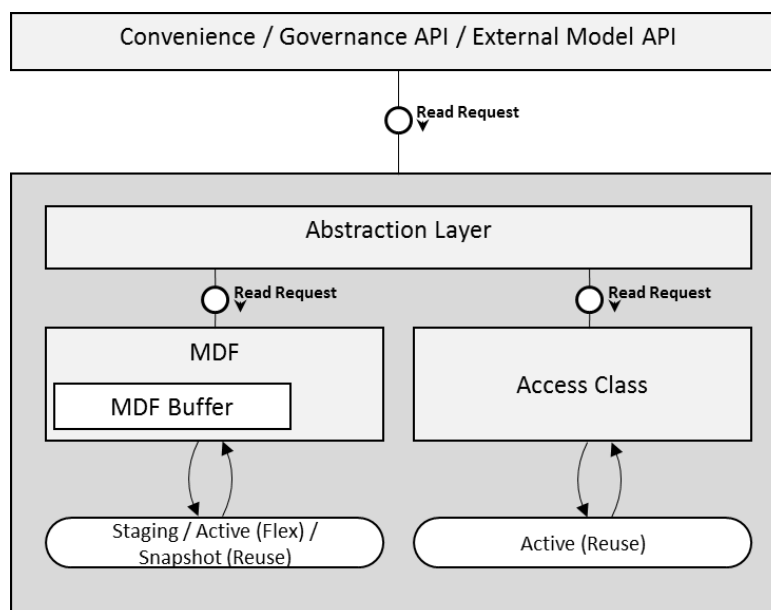 Convenience / Governance API / External Model API
Read Request
Abstraction Layer
Read Request
Read Request
MDF
MDF Buffer
Access Class
Staging / Active (Flex) /
Snapshot (Reuse)
Active (Reuse)